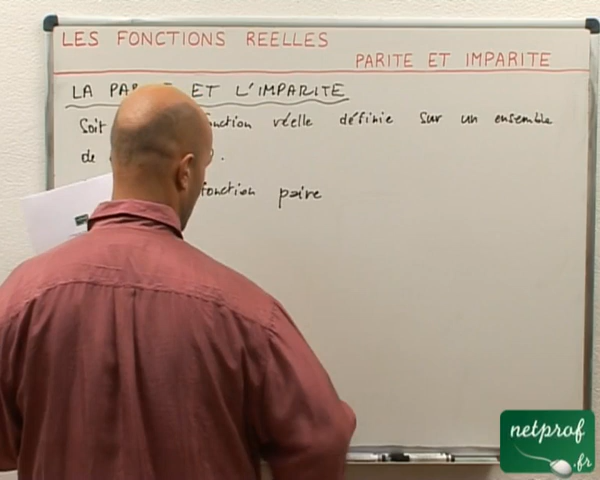 LES FONCTIONS REELLES
PARITE ET IMPARITE
LA ET L'IMPARITE
Soit réelle définie sur un ensemble
de
fonction paire
netprof
.fr